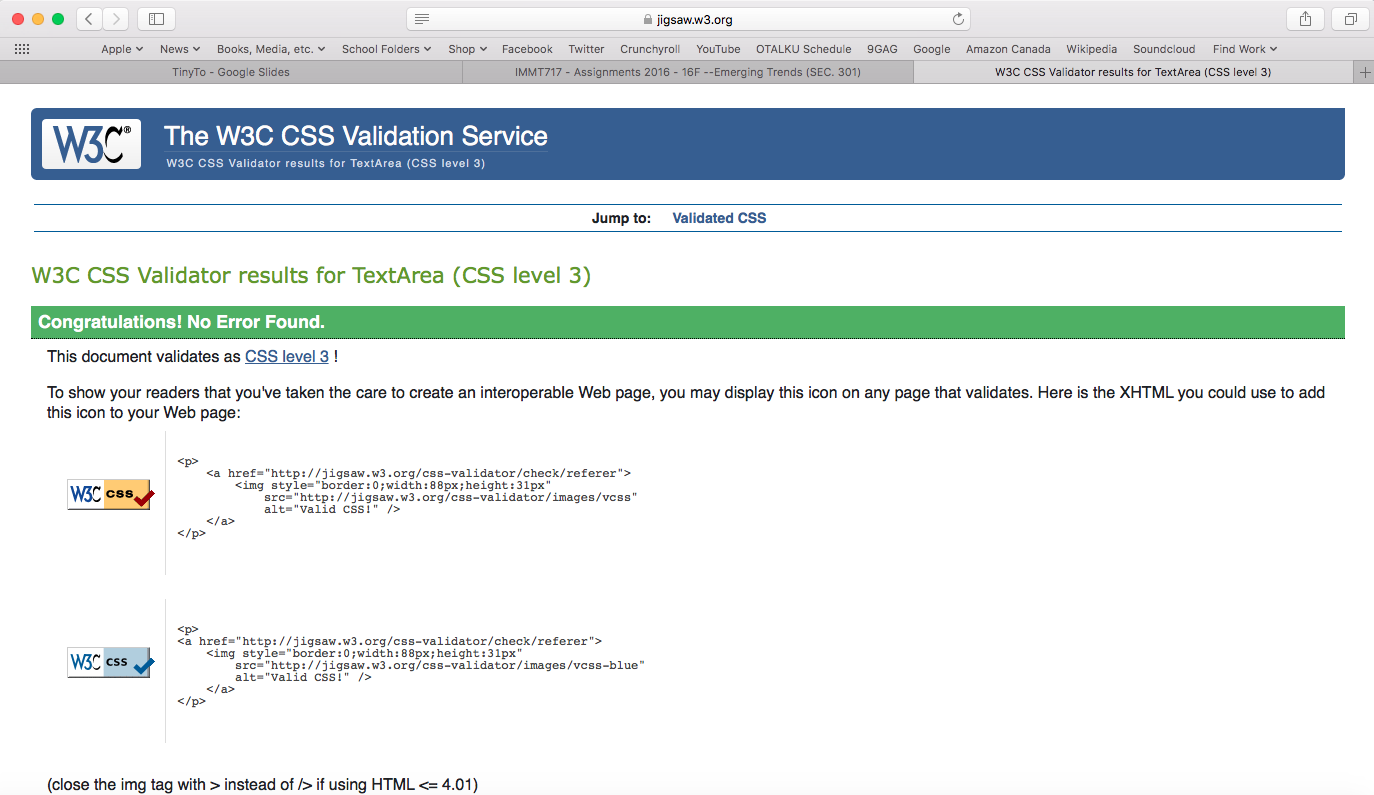 jigsaw.w3.org
Apple News Books, Media, etc. School Folders Shop Facebook Twitter Crunchyroll YouTube OTALKU Schedule 9GAG Google Amazon Canada Wikipedia Soundcloud Find Work
TinyTo - Google Slides IMMT717 - Assignments 2016 - 16F --Emerging Trends (SEC. 301) W3C CSS Validator results for TextArea (CSS level 3)
W3C® The W3C CSS Validation Service
W3C CSS Validator results for TextArea (CSS level 3)
Jump to: Validated CSS
W3C CSS Validator results for TextArea (CSS level 3)
Congratulations! No Error Found.
This document validates as CSS level 3 !
To show your readers that you've taken the care to create an interoperable Web page, you may display this icon on any page that validates. Here is the XHTML you could use to add
this icon to your Web page:
<p>
<a href="http://jigsaw.w3.org/css-validator/check/referer">
<img style="border:0;width:88px;height:31px"
W3C css
src="http://jigsaw.w3.org/css-validator/images/vcss"
alt="Valid CSS!" />
</a>
</p>
<p>
<a href="http://jigsaw.w3.org/css-validator/check/referer">
<img style="border:0;width:88px;height:31px"
W3C css
src="http://jigsaw.w3.org/css-validator/images/vcss-blue"
alt="Valid CSS!" />
</a>
</p>
(close the img tag with > instead of /> if using HTML <= 4.01)